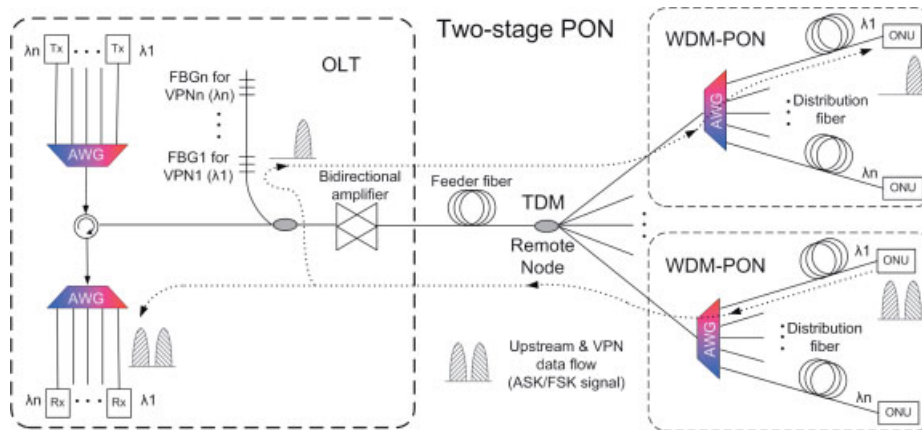 Two-stage PON
OLT
λn Tx Tx λ1
AWG
FBGn for
VPNn (λn)
FBG1 for
VPN1 (λ1)
Bidirectional
amplifier
Feeder fiber
TDM
Remote
Node
AWG
λn Rx Rx λ1
Upstream & VPN
data flow
(ASK/FSK signal)
WDM-PON
λ1
ONU
AWG
Distribution
fiber
λn
ONU
WDM-PON
λ1
ONU
AWG
Distribution
fiber
λn
ONU